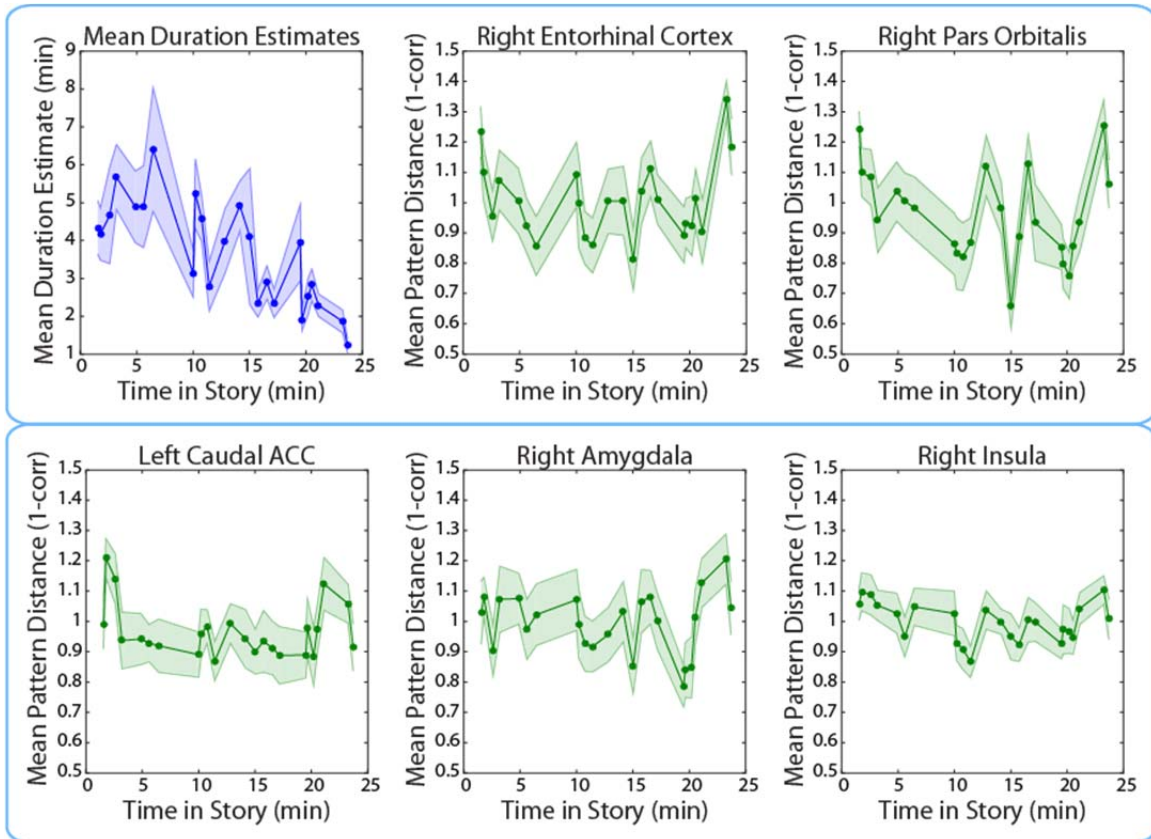 Mean Duration Estimates
Mean Duration Estimate (min)
9
8
7
6
5
4
3
2
1
0 5 10 15 20 25
Time in Story (min)
Right Entorhinal Cortex
Mean Pattern Distance (1-corr)
1.5
1.4
1.3
1.2
1.1
1
0.9
0.8
0.7
0.6
0.5
0 5 10 15 20 25
Time in Story (min)
Right Pars Orbitalis
Mean Pattern Distance (1-corr)
1.5
1.4
1.3
1.2
1.1
1
0.9
0.8
0.7
0.6
0.5
0 5 10 15 20 25
Time in Story (min)
Left Caudal ACC
Mean Pattern Distance (1-corr)
1.5
1.4
1.3
1.2
1.1
1
0.9
0.8
0.7
0.6
0.5
0 5 10 15 20 25
Time in Story (min)
Right Amygdala
Mean Pattern Distance (1-corr)
1.5
1.4
1.3
1.2
1.1
1
0.9
0.8
0.7
0.6
0.5
0 5 10 15 20 25
Time in Story (min)
Right Insula
Mean Pattern Distance (1-corr)
1.5
1.4
1.3
1.2
1.1
1
0.9
0.8
0.7
0.6
0.5
0 5 10 15 20 25
Time in Story (min)